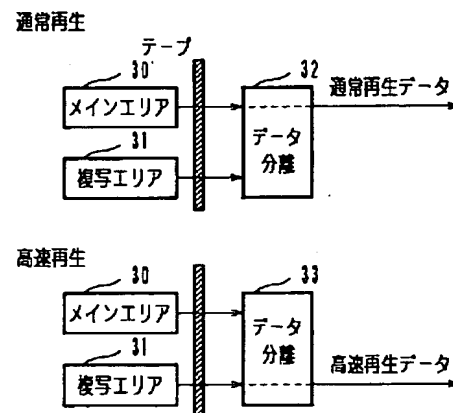 通常再生
テープ
30
32
メインエリア
通常再生データ
31
データ
分離
複写エリア
高速再生
30
33
メインエリア
データ
分離
31
複写エリア
高速再生データ